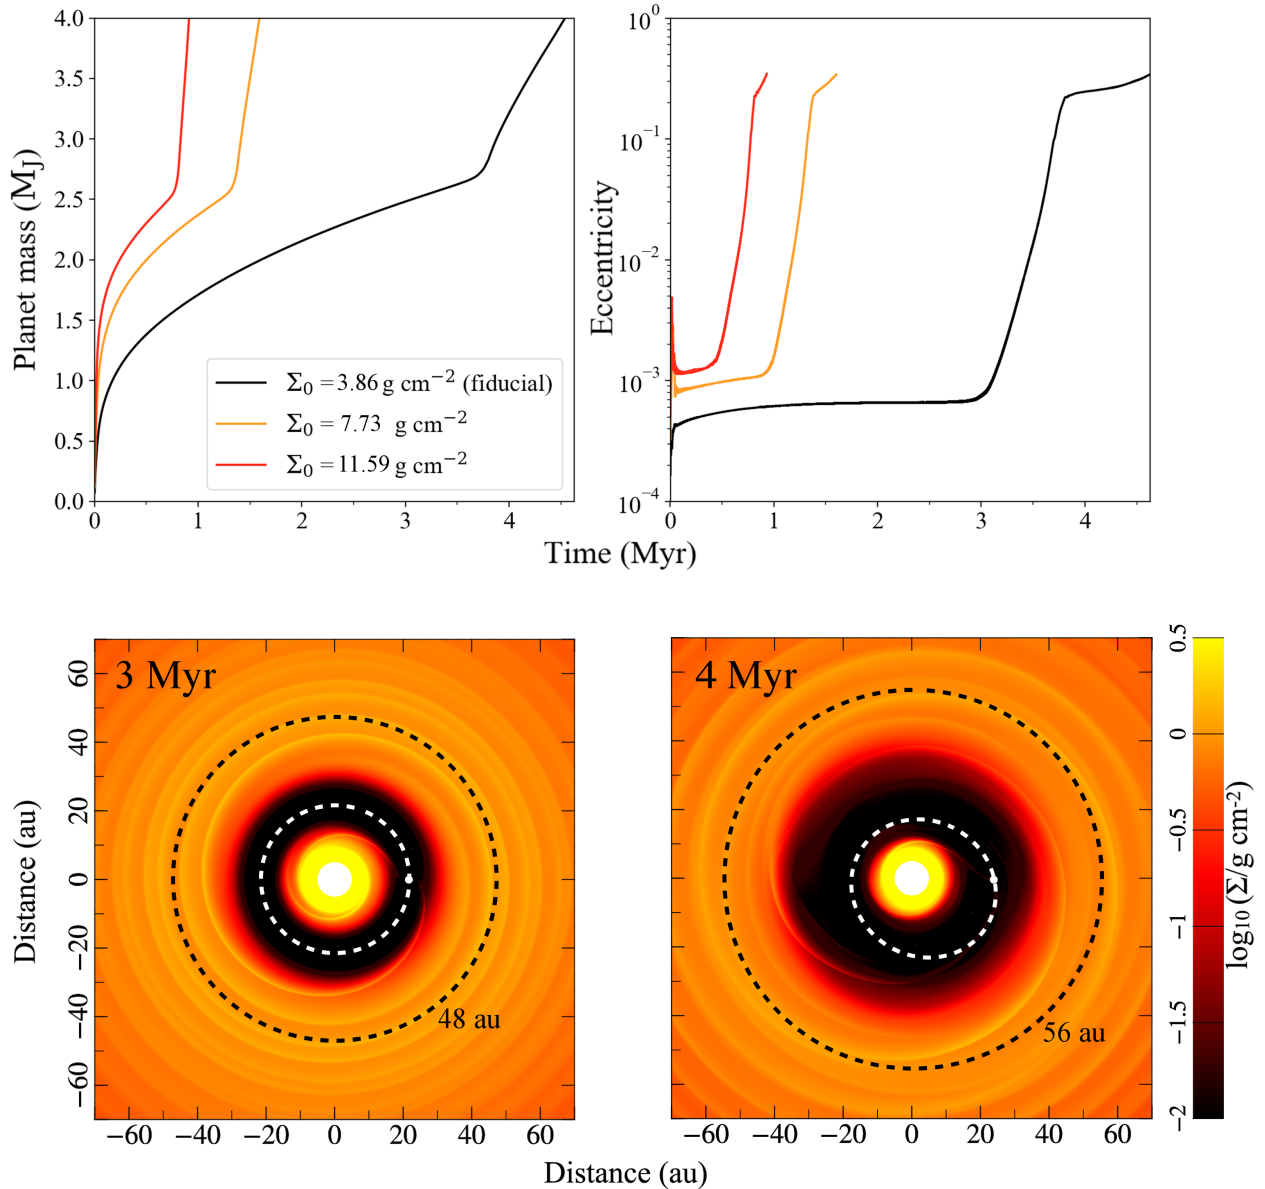 Planet mass (M_J)
4.0
3.5
3.0
2.5
2.0
1.5
1.0
0.5
0.0
0 1 2 3 4
Σ₀ = 3.86 g cm⁻² (fiducial)
Σ₀ = 7.73 g cm⁻²
Σ₀ = 11.59 g cm⁻²
Eccentricity
10⁰
10⁻¹
10⁻²
10⁻³
10⁻⁴
0 1 2 3 4
Time (Myr)
Distance (au)
60
40
20
0
−20
−40
−60
3 Myr
48 au
−60 −40 −20 0 20 40 60
4 Myr
56 au
−60 −40 −20 0 20 40 60
Distance (au)
0.5
0
−0.5
−1
−1.5
−2
log₁₀ (Σ/g cm⁻²)